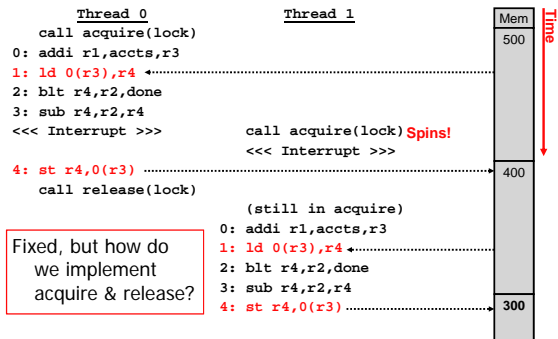 Thread 0
call acquire(lock)
0: addi r1,accts,r3
1: ld 0(r3),r4
2: blt r4,r2,done
3: sub r4,r2,r4
<<< Interrupt >>>
4: st r4,0(r3)
call release(lock)
Thread 1
call acquire(lock) Spins!
<<< Interrupt >>>
(still in acquire)
0: addi r1,accts,r3
1: ld 0(r3),r4
2: blt r4,r2,done
3: sub r4,r2,r4
4: st r4,0(r3)
Mem
500
400
300
Time
Fixed, but how do
we implement
acquire & release?